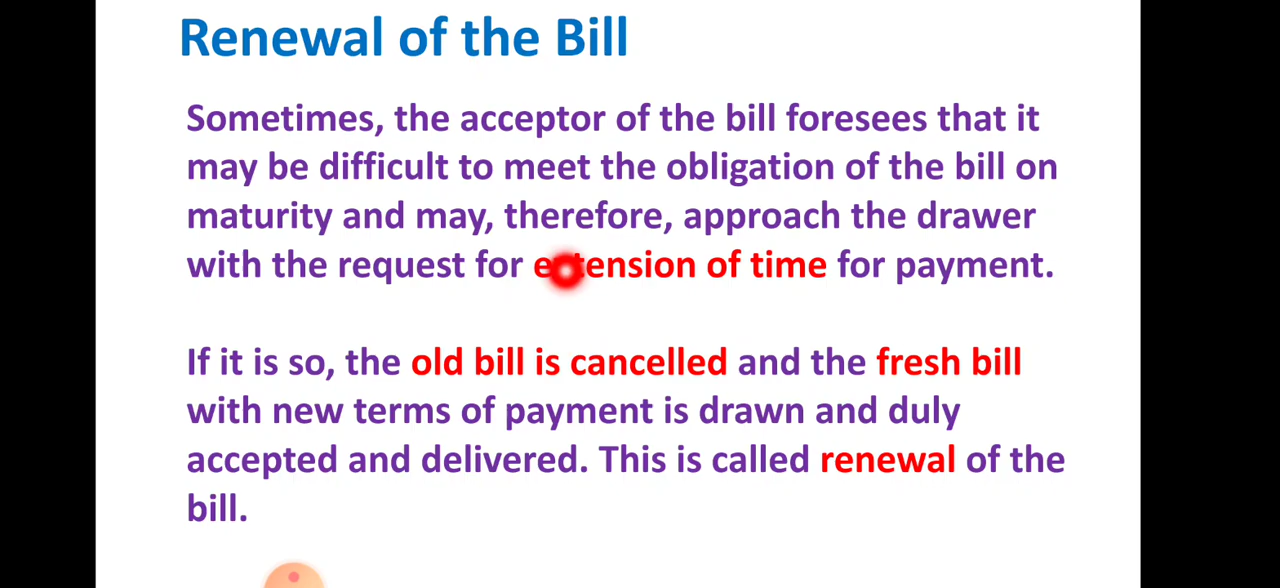 Renewal of the Bill
Sometimes, the acceptor of the bill foresees that it
may be difficult to meet the obligation of the bill on
maturity and may, therefore, approach the drawer
with the request for extension of time for payment.
If it is so, the old bill is cancelled and the fresh bill
with new terms of payment is drawn and duly
accepted and delivered. This is called renewal of the
bill.